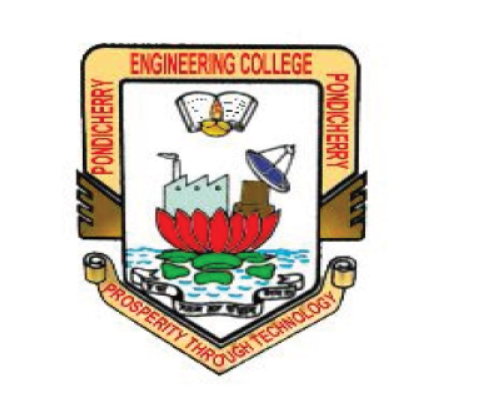 PONDICHERRY
ENGINEERING COLLEGE
PONDICHERRY
PROSPERITY THROUGH TECHNOLOGY